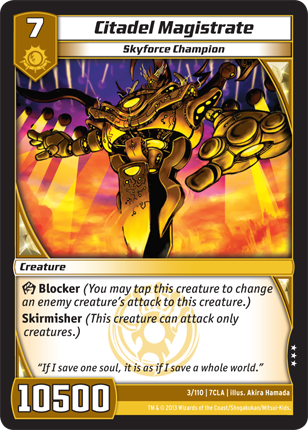 7
Citadel Magistrate
Skyforce Champion
Creature
Blocker (You may tap this creature to change
an enemy creature's attack to this creature.)
Skirmisher (This creature can attack only
creatures.)
"If I save one soul, it is as if I save a whole world."
10500
3/110 | 7CLA | illus. Akira Hamada
TM & © 2013 Wizards of the Coast/Shogakukan/Mitsui-Kids